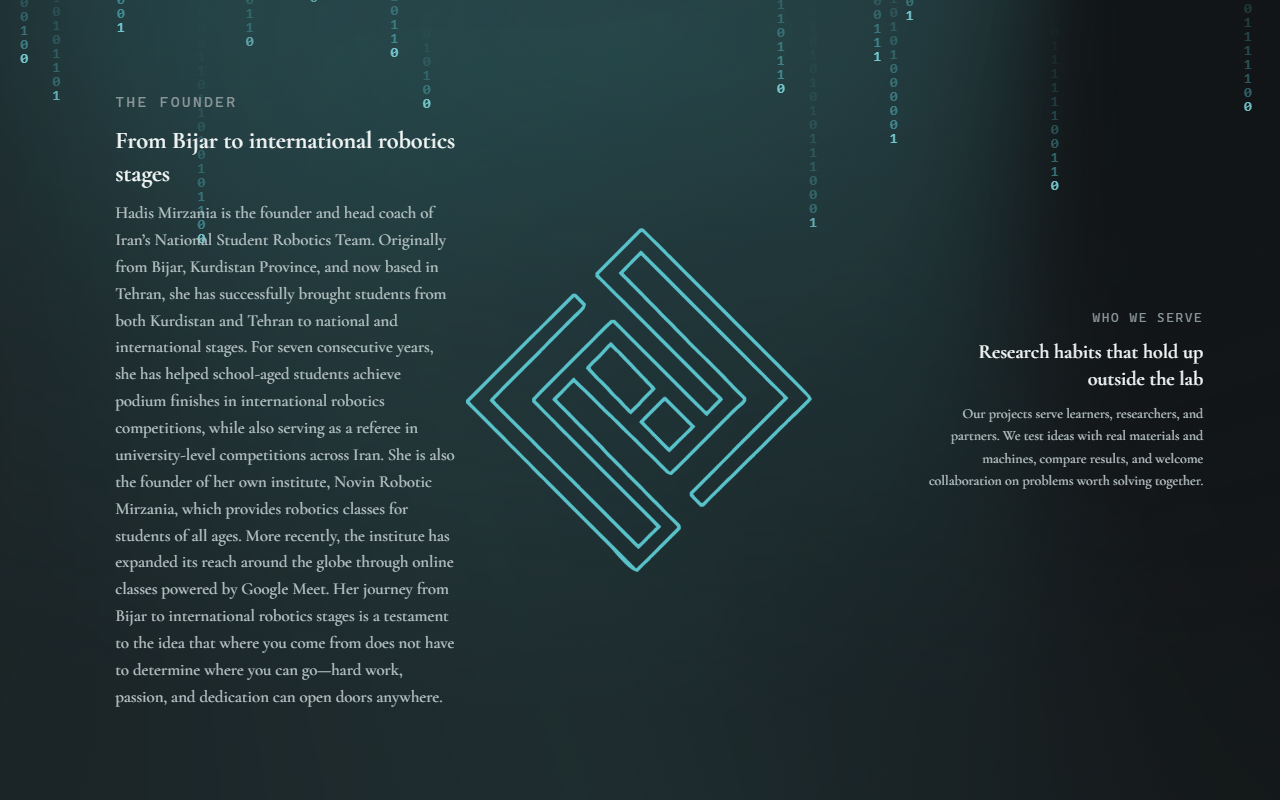 THE FOUNDER
From Bijar to international robotics
stages
Hadis Mirzania is the founder and head coach of
Iran’s National Student Robotics Team. Originally
from Bijar, Kurdistan Province, and now based in
Tehran, she has successfully brought students from
both Kurdistan and Tehran to national and
international stages. For seven consecutive years,
she has helped school-aged students achieve
podium finishes in international robotics
competitions, while also serving as a referee in
university-level competitions across Iran. She is also
the founder of her own institute, Novin Robotic
Mirzania, which provides robotics classes for
students of all ages. More recently, the institute has
expanded its reach around the globe through online
classes powered by Google Meet. Her journey from
Bijar to international robotics stages is a testament
to the idea that where you come from does not have
to determine where you can go—hard work,
passion, and dedication can open doors anywhere.
WHO WE SERVE
Research habits that hold up
outside the lab
Our projects serve learners, researchers, and
partners. We test ideas with real materials and
machines, compare results, and welcome
collaboration on problems worth solving together.